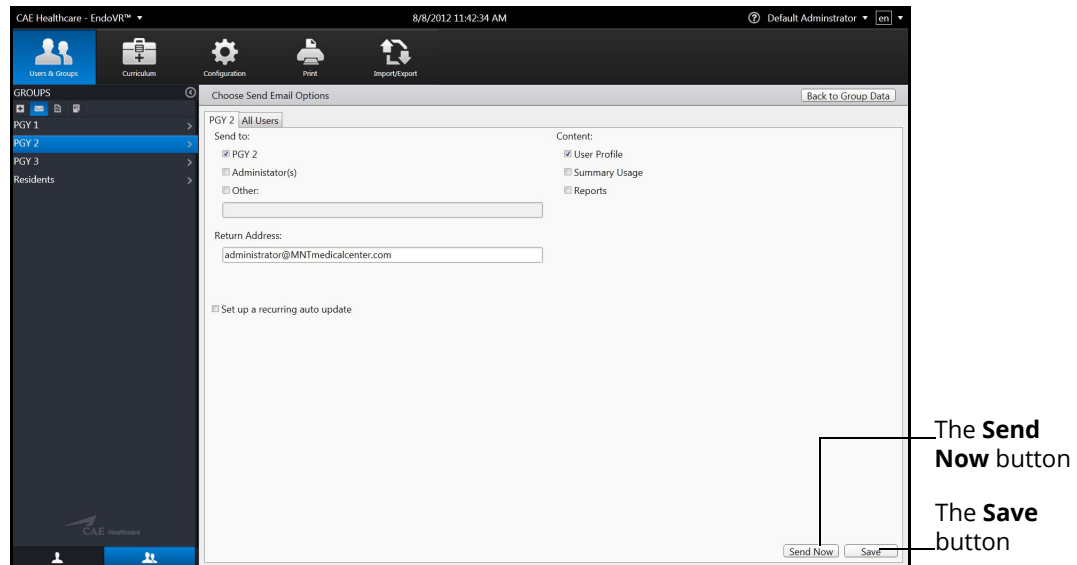 CAE Healthcare - EndoVR™
8/8/2012 11:42:34 AM
Default Adminstrator
en
Users & Groups
Curriculum
Configuration
Print
Import/Export
GROUPS
PGY 1
PGY 2
PGY 3
Residents
Choose Send Email Options
Back to Group Data
PGY 2
All Users
Send to:
Content:
PGY 2
User Profile
Administator(s)
Summary Usage
Other:
Reports
Return Address:
administrator@MNTmedicalcenter.com
Set up a recurring auto update
CAE Healthcare
Send Now
Save
The Send
Now button
The Save
button